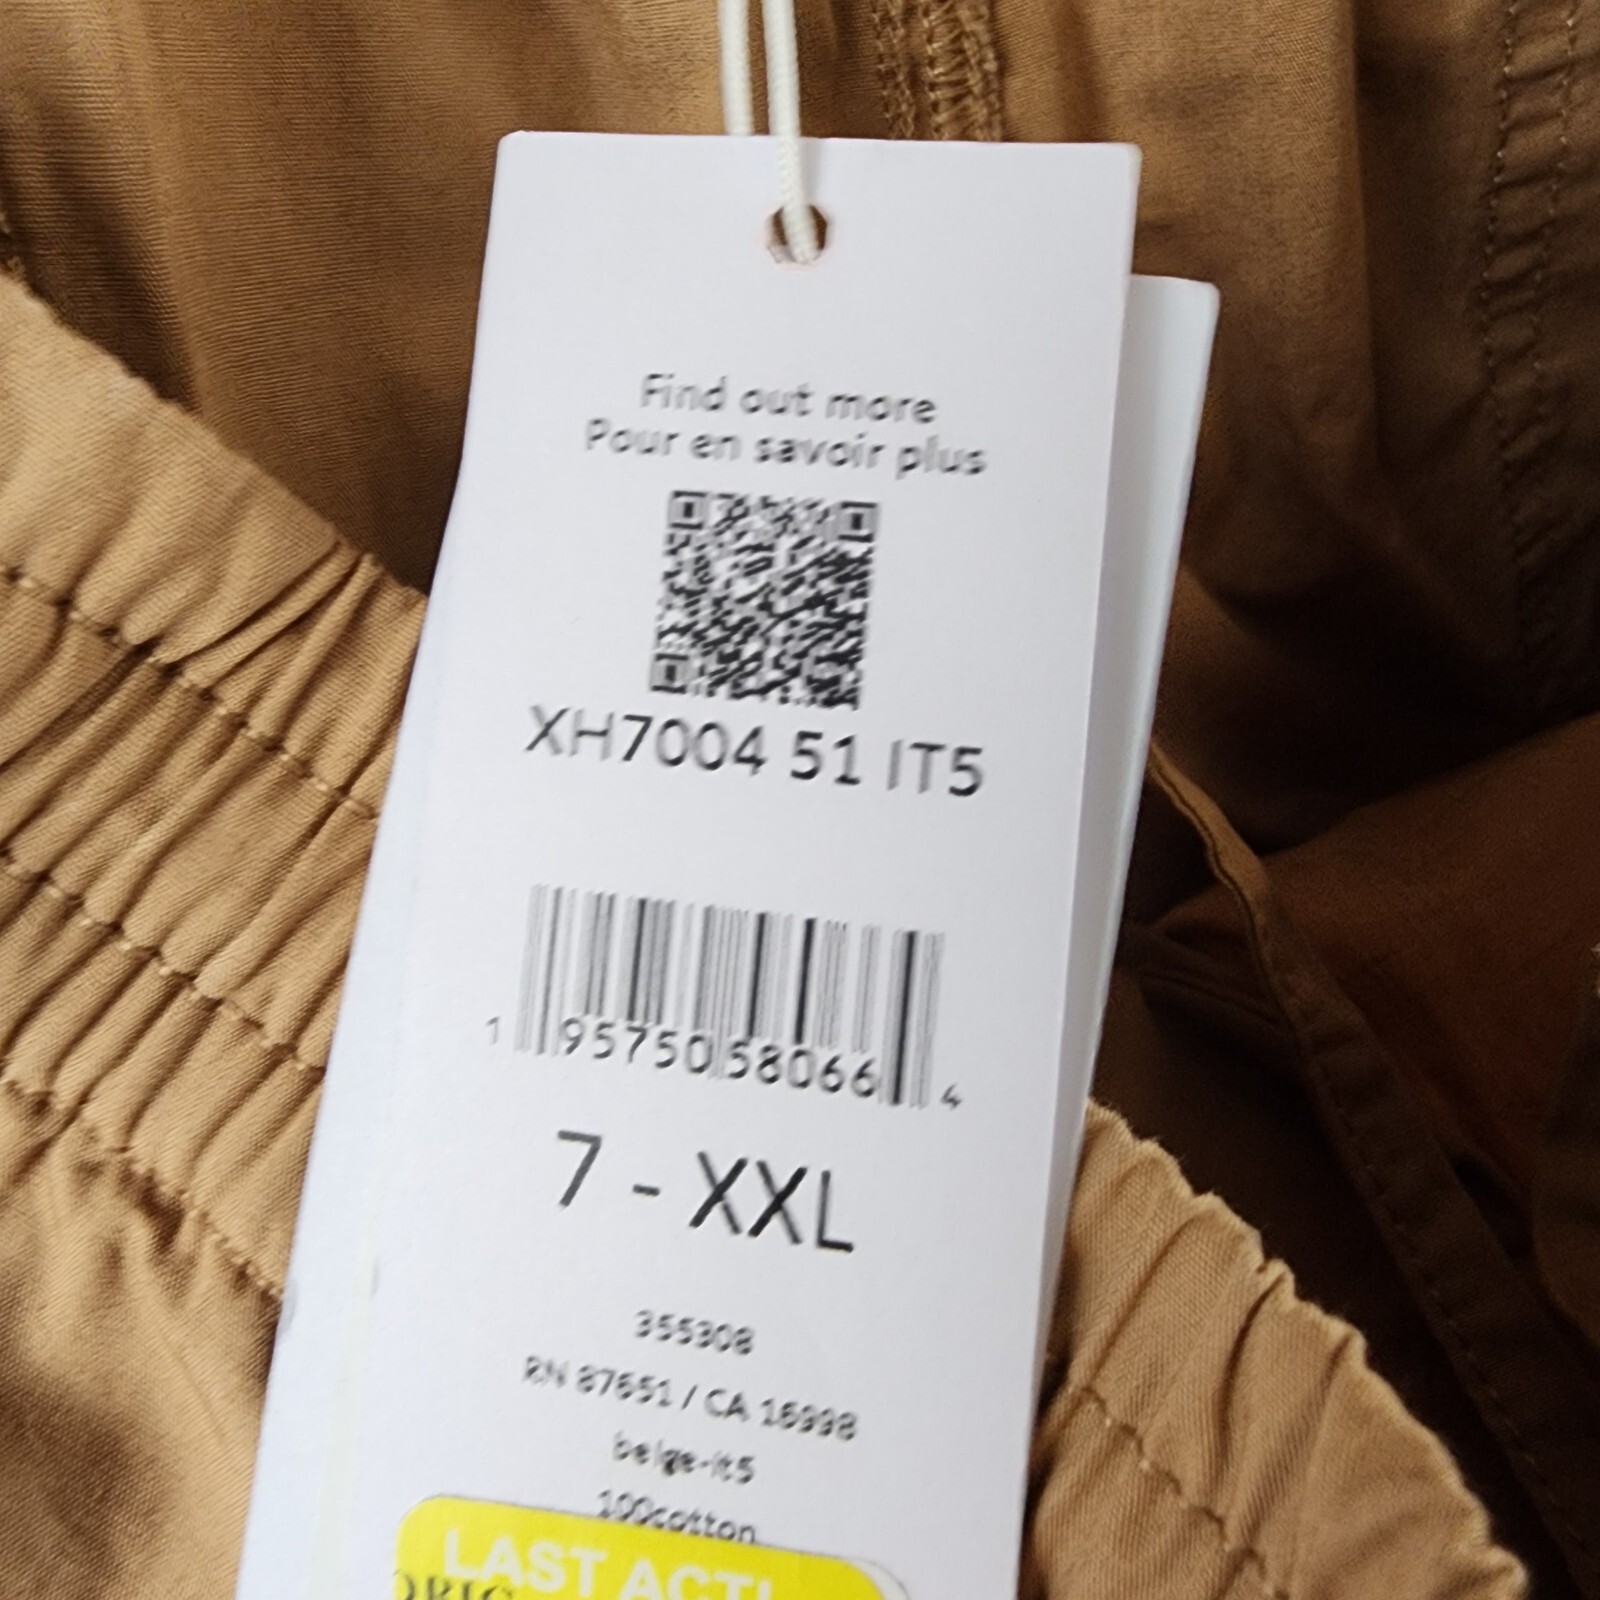 Find out more
Pour en savoir plus
XH7004 51 IT5
1 95750 58066 4
7 - XXL
355308
RN 87651 / CA 16998
beige-it5
100cotton
LAST ACT!
ORIG